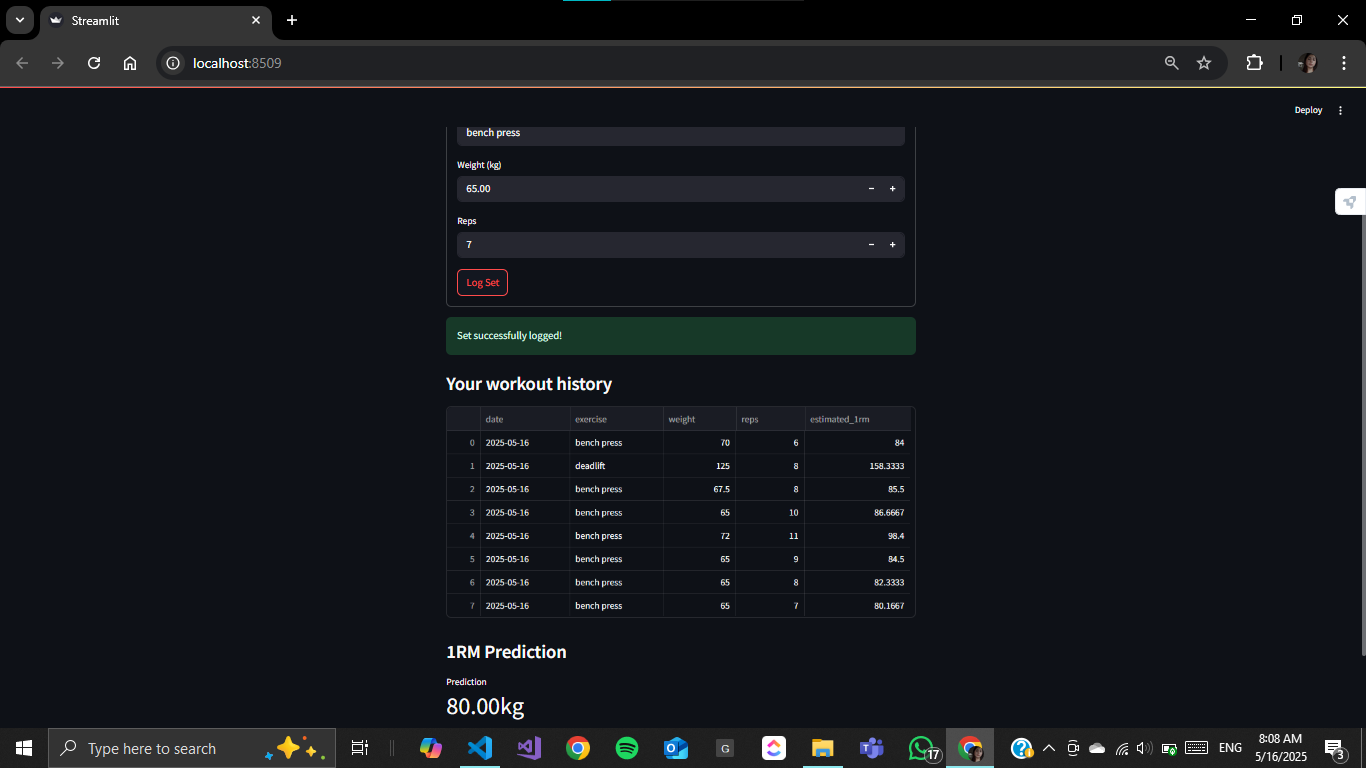 Streamlit
localhost:8509
Deploy
bench press
Weight (kg)
65.00
Reps
7
Log Set
Set successfully logged!
Your workout history
date exercise weight reps estimated_1rm
0 2025-05-16 bench press 70 6 84
1 2025-05-16 deadlift 125 8 158.3333
2 2025-05-16 bench press 67.5 8 85.5
3 2025-05-16 bench press 65 10 86.6667
4 2025-05-16 bench press 72 11 98.4
5 2025-05-16 bench press 65 9 84.5
6 2025-05-16 bench press 65 8 82.3333
7 2025-05-16 bench press 65 7 80.1667
1RM Prediction
Prediction
80.00kg
Type here to search
G
17
ENG
8:08 AM
5/16/2025
3